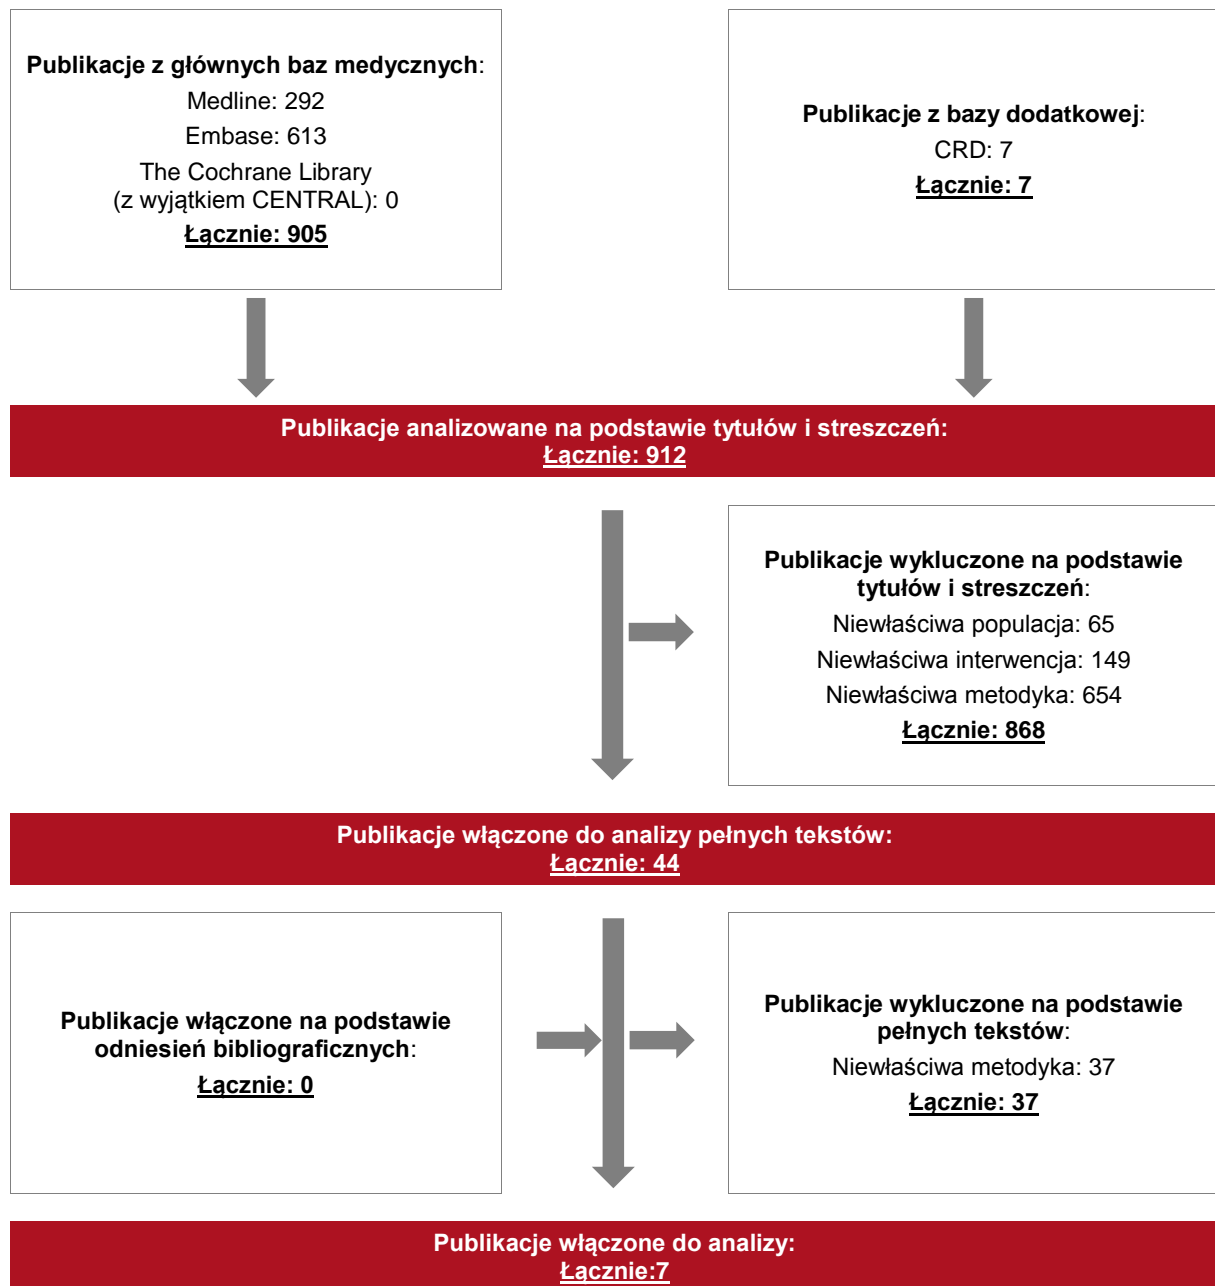 Publikacje z głównych baz medycznych:
Medline: 292
Embase: 613
The Cochrane Library
(z wyjątkiem CENTRAL): 0
Łącznie: 905
Publikacje z bazy dodatkowej:
CRD: 7
Łącznie: 7
Publikacje analizowane na podstawie tytułów i streszczeń:
Łącznie: 912
Publikacje wykluczone na podstawie
tytułów i streszczeń:
Niewłaściwa populacja: 65
Niewłaściwa interwencja: 149
Niewłaściwa metodyka: 654
Łącznie: 868
Publikacje włączone do analizy pełnych tekstów:
Łącznie: 44
Publikacje włączone na podstawie
odniesień bibliograficznych:
Łącznie: 0
Publikacje wykluczone na podstawie
pełnych tekstów:
Niewłaściwa metodyka: 37
Łącznie: 37
Publikacje włączone do analizy:
Łącznie:7